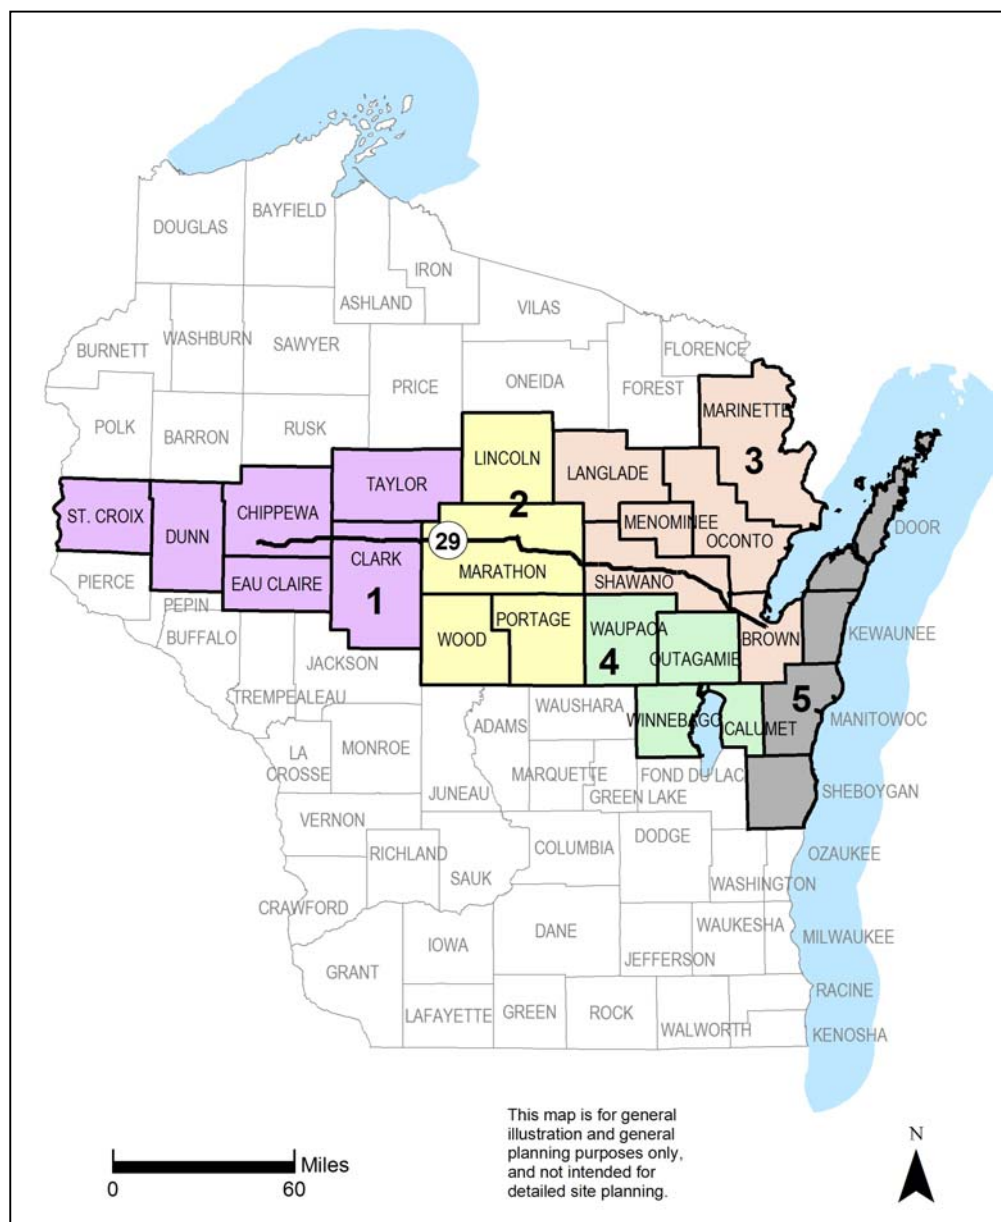 BAYFIELD
DOUGLAS
IRON
ASHLAND
VILAS
WASHBURN
SAWYER
BURNETT
FLORENCE
PRICE
ONEIDA
FOREST
MARINETTE
POLK
BARRON
RUSK
LINCOLN
LANGLADE
3
TAYLOR
2
ST. CROIX
CHIPPEWA
MENOMINEE
DOOR
DUNN
29
OCONTO
CLARK
MARATHON
EAU CLAIRE
SHAWANO
PIERCE
1
PEPIN
PORTAGE
WAUPACA
BUFFALO
WOOD
BROWN
KEWAUNEE
4
OUTAGAMIE
JACKSON
TREMPEALEAU
5
WAUSHARA
WINNEBAGO
MANITOWOC
ADAMS
CALUMET
LA
CROSSE
MONROE
MARQUETTE
FOND DU LAC
JUNEAU
GREEN LAKE
SHEBOYGAN
VERNON
DODGE
RICHLAND
COLUMBIA
OZAUKEE
SAUK
WASHINGTON
CRAWFORD
WAUKESHA
DANE
MILWAUKEE
IOWA
JEFFERSON
GRANT
RACINE
LAFAYETTE
GREEN
ROCK
WALWORTH
KENOSHA
This map is for general
illustration and general
planning purposes only,
and not intended for
detailed site planning.
N
Miles
0 60